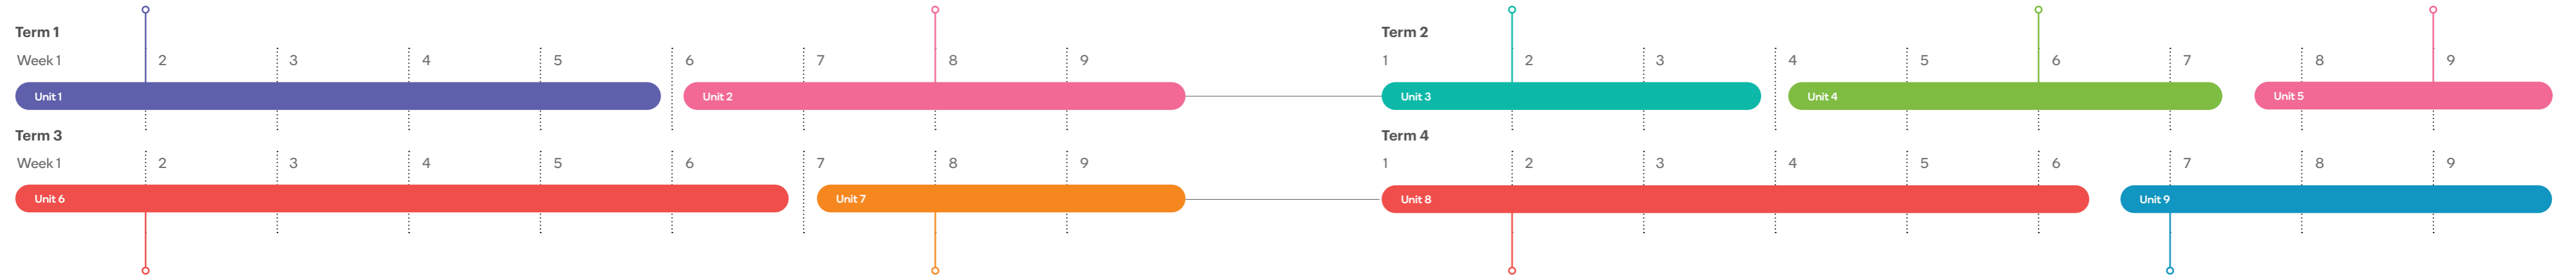 Term 1
Week 1 2 3 4 5 6 7 8 9
Unit 1 Unit 2
Term 2
1 2 3 4 5 6 7 8 9
Unit 3 Unit 4 Unit 5
Term 3
Week 1 2 3 4 5 6 7 8 9
Unit 6 Unit 7
Term 4
1 2 3 4 5 6 7 8 9
Unit 8 Unit 9